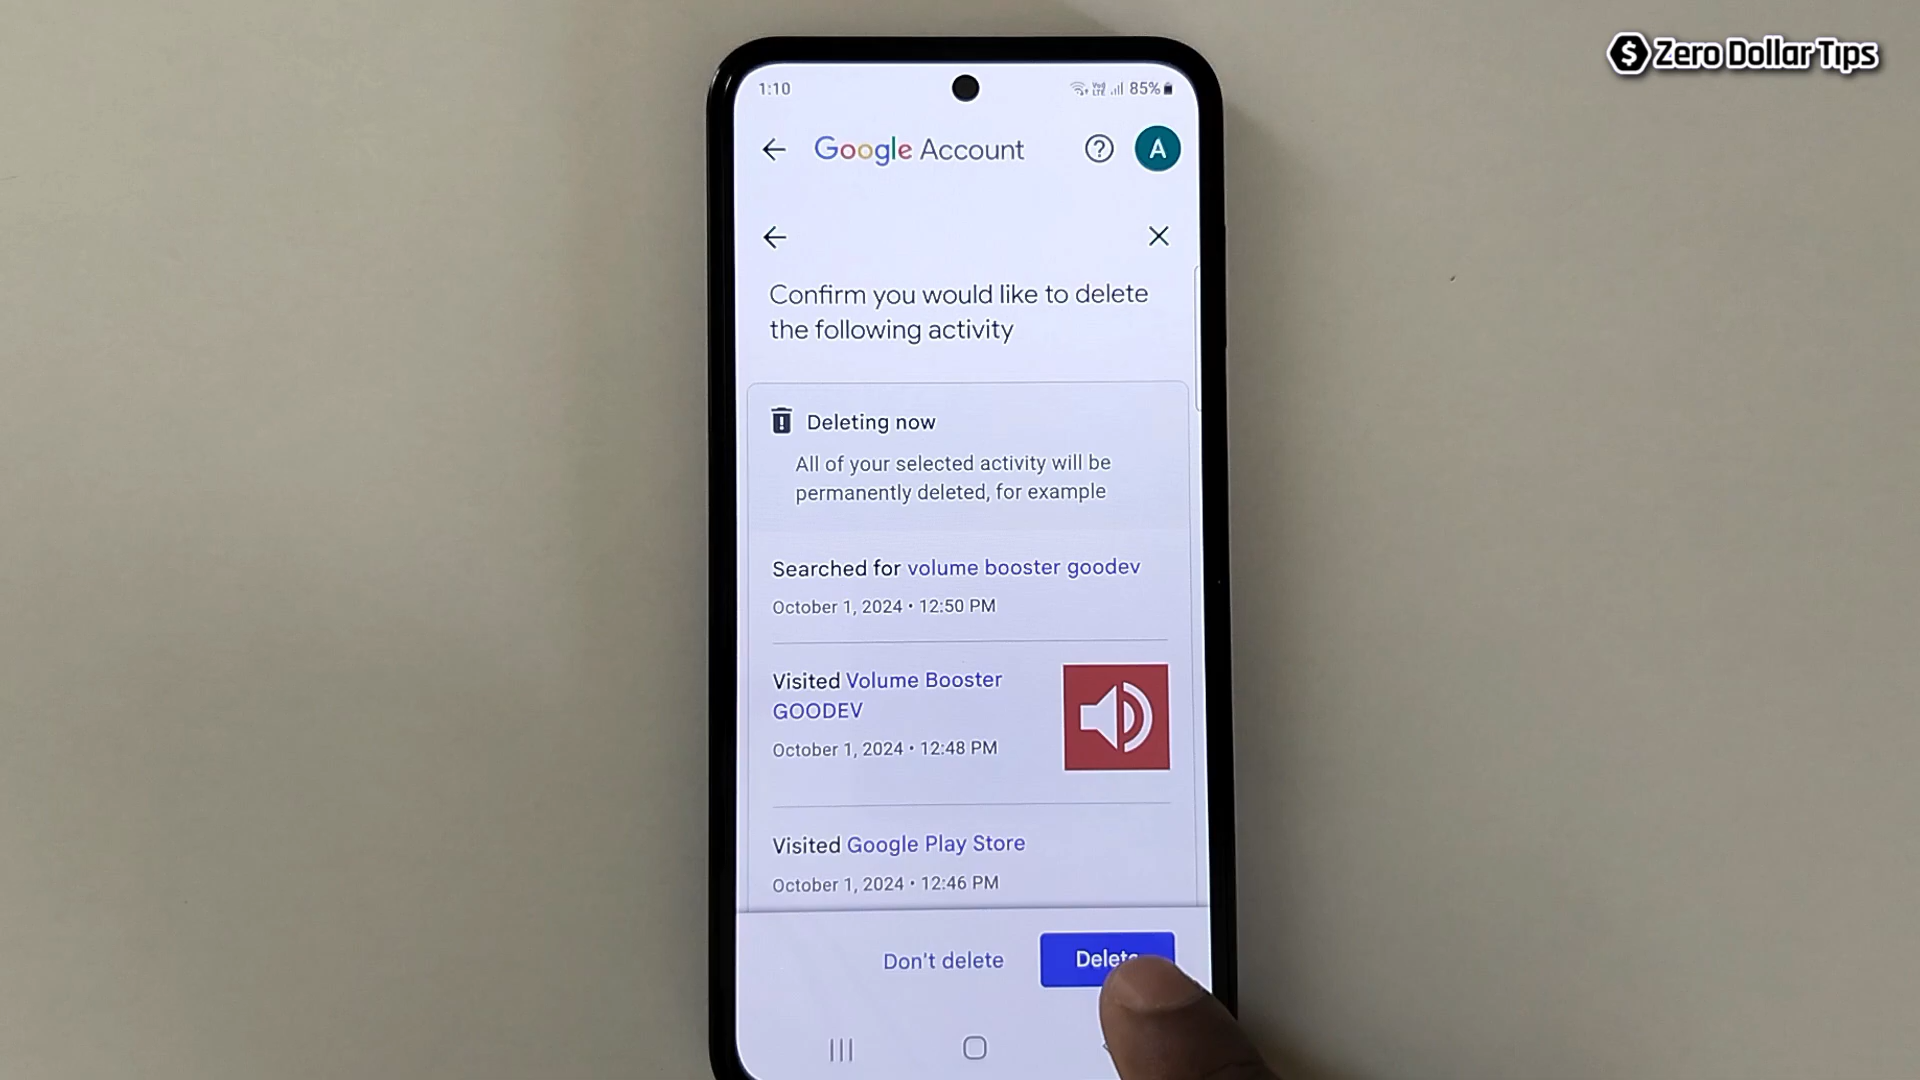 $ Zero Dollar Tips
1:10
Vo) LTE 85%
Google Account
A
Confirm you would like to delete
the following activity
Deleting now
All of your selected activity will be
permanently deleted, for example
Searched for volume booster goodev
October 1, 2024 • 12:50 PM
Visited Volume Booster
GOODEV
October 1, 2024 • 12:48 PM
Visited Google Play Store
October 1, 2024 • 12:46 PM
Don't delete
Delete